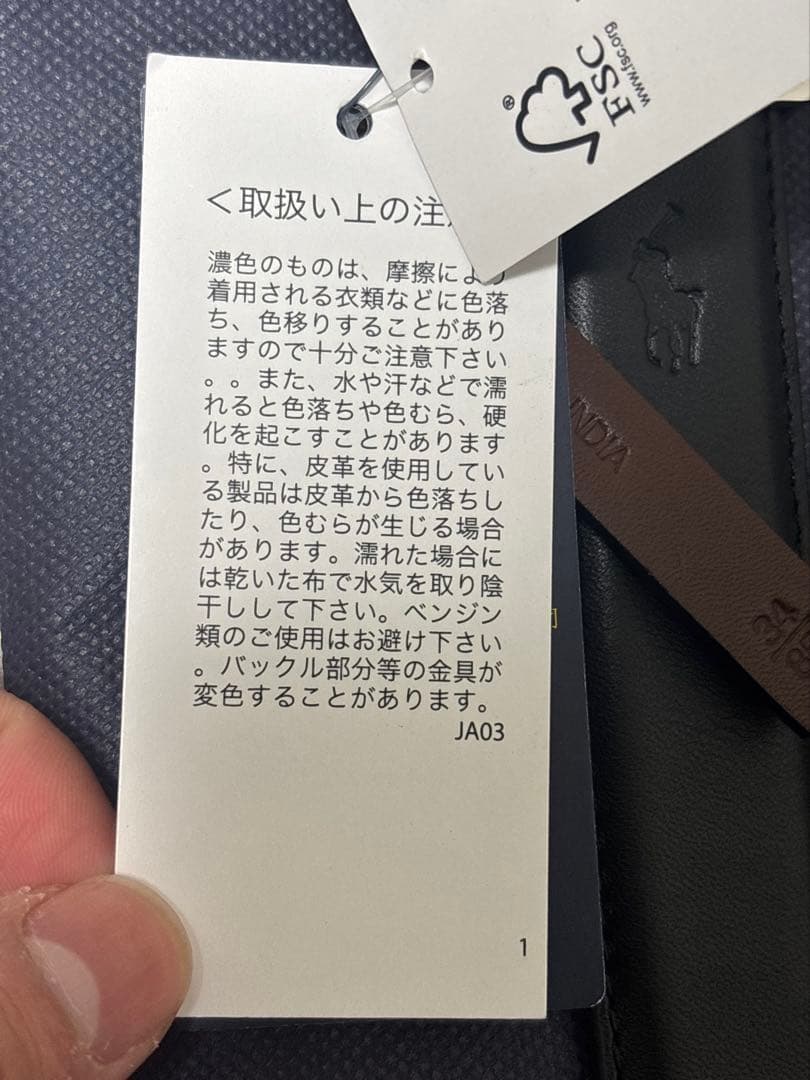 FSC
www.fsc.org
®
<取扱い上の注
濃色のものは、摩擦により
着用される衣類などに色落
ち、色移りすることがあり
ますので十分ご注意下さい
。。また、水や汗などで濡
れると色落ちや色むら、硬
化を起こすことがあります
。特に、皮革を使用してい
る製品は皮革から色落ちし
たり、色むらが生じる場合
があります。濡れた場合に
は乾いた布で水気を取り陰
干しして下さい。ベンジン
類のご使用はお避け下さい
。バックル部分等の金具が
変色することがあります。
JA03
1
INDIA
34